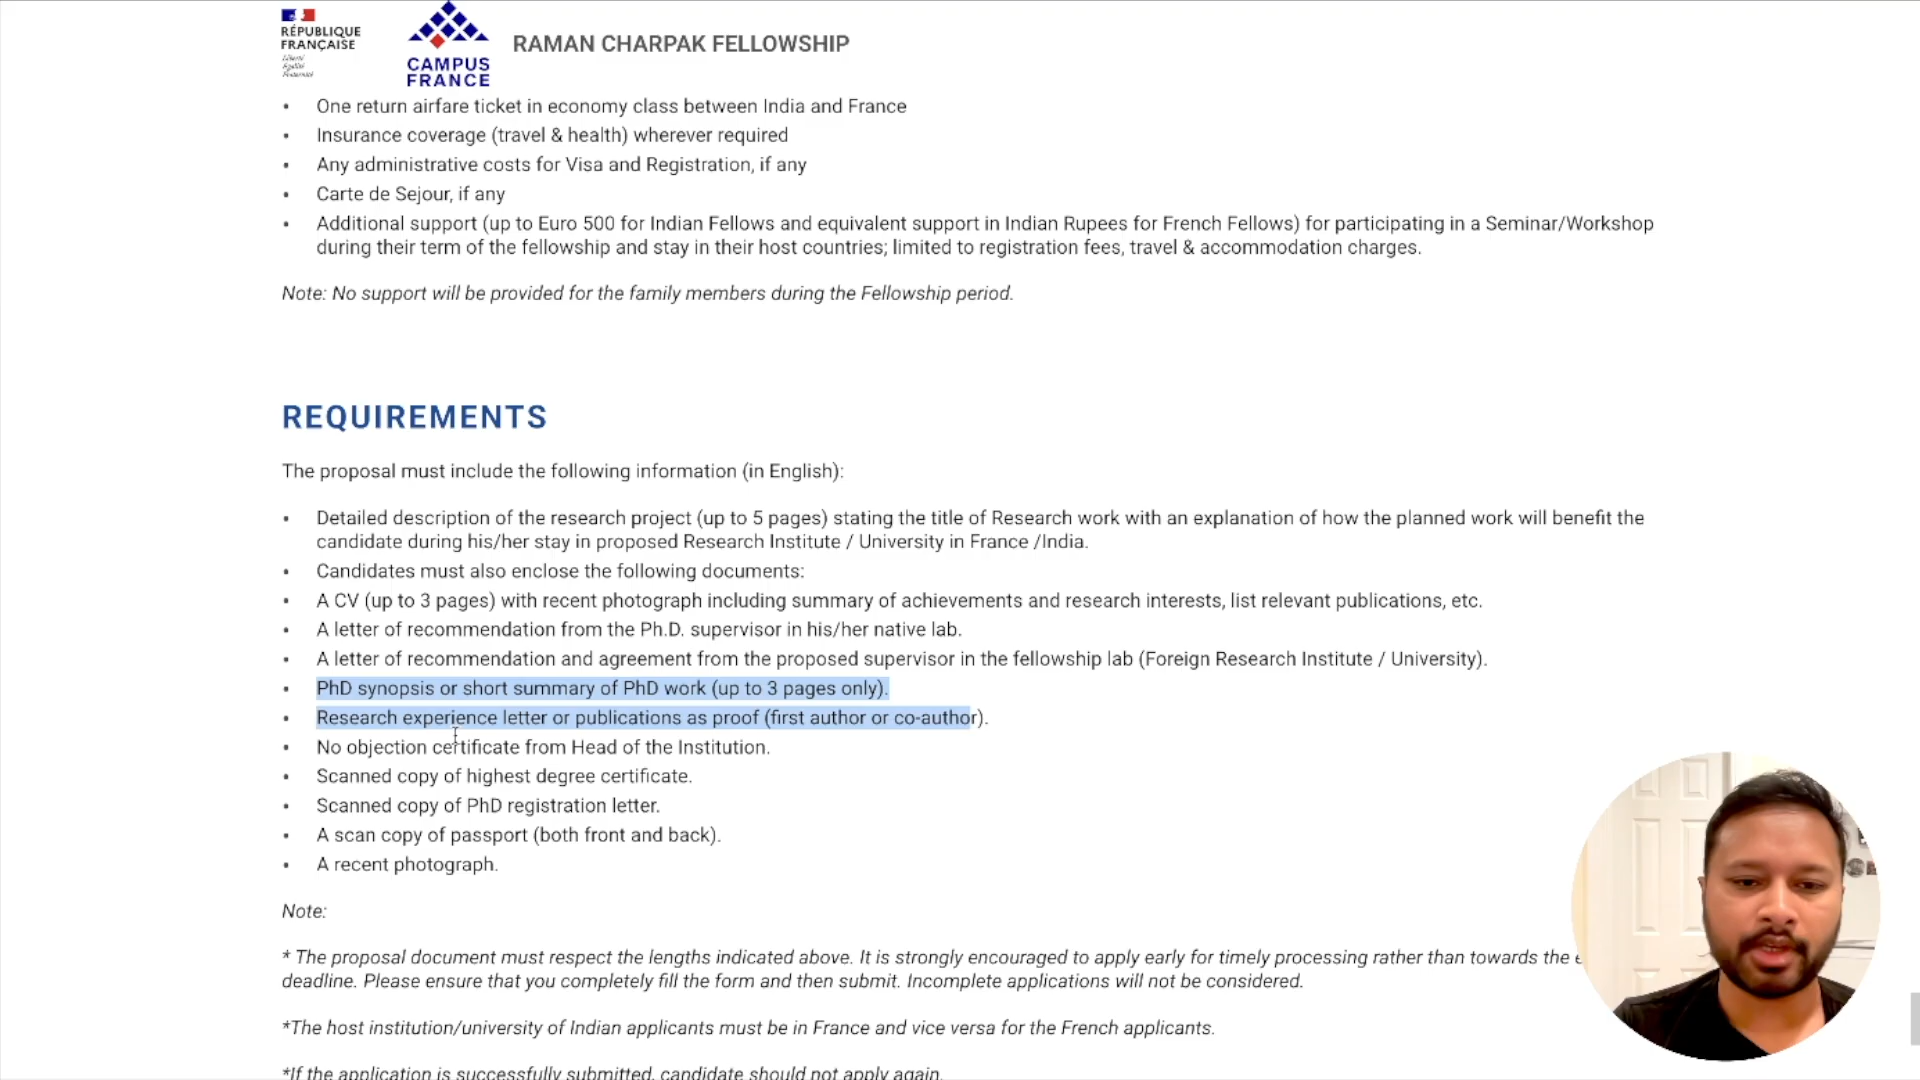 RÉPUBLIQUE
FRANÇAISE
Liberté
Égalité
Fraternité
CAMPUS
FRANCE
RAMAN CHARPAK FELLOWSHIP
• One return airfare ticket in economy class between India and France
• Insurance coverage (travel & health) wherever required
• Any administrative costs for Visa and Registration, if any
• Carte de Sejour, if any
• Additional support (up to Euro 500 for Indian Fellows and equivalent support in Indian Rupees for French Fellows) for participating in a Seminar/Workshop
during their term of the fellowship and stay in their host countries; limited to registration fees, travel & accommodation charges.
Note: No support will be provided for the family members during the Fellowship period.
REQUIREMENTS
The proposal must include the following information (in English):
• Detailed description of the research project (up to 5 pages) stating the title of Research work with an explanation of how the planned work will benefit the
candidate during his/her stay in proposed Research Institute / University in France /India.
• Candidates must also enclose the following documents:
• A CV (up to 3 pages) with recent photograph including summary of achievements and research interests, list relevant publications, etc.
• A letter of recommendation from the Ph.D. supervisor in his/her native lab.
• A letter of recommendation and agreement from the proposed supervisor in the fellowship lab (Foreign Research Institute / University).
• PhD synopsis or short summary of PhD work (up to 3 pages only).
• Research experience letter or publications as proof (first author or co-author).
• No objection certificate from Head of the Institution.
• Scanned copy of highest degree certificate.
• Scanned copy of PhD registration letter.
• A scan copy of passport (both front and back).
• A recent photograph.
Note:
* The proposal document must respect the lengths indicated above. It is strongly encouraged to apply early for timely processing rather than towards the
deadline. Please ensure that you completely fill the form and then submit. Incomplete applications will not be considered.
*The host institution/university of Indian applicants must be in France and vice versa for the French applicants.
*If the application is successfully submitted, candidate should not apply again.